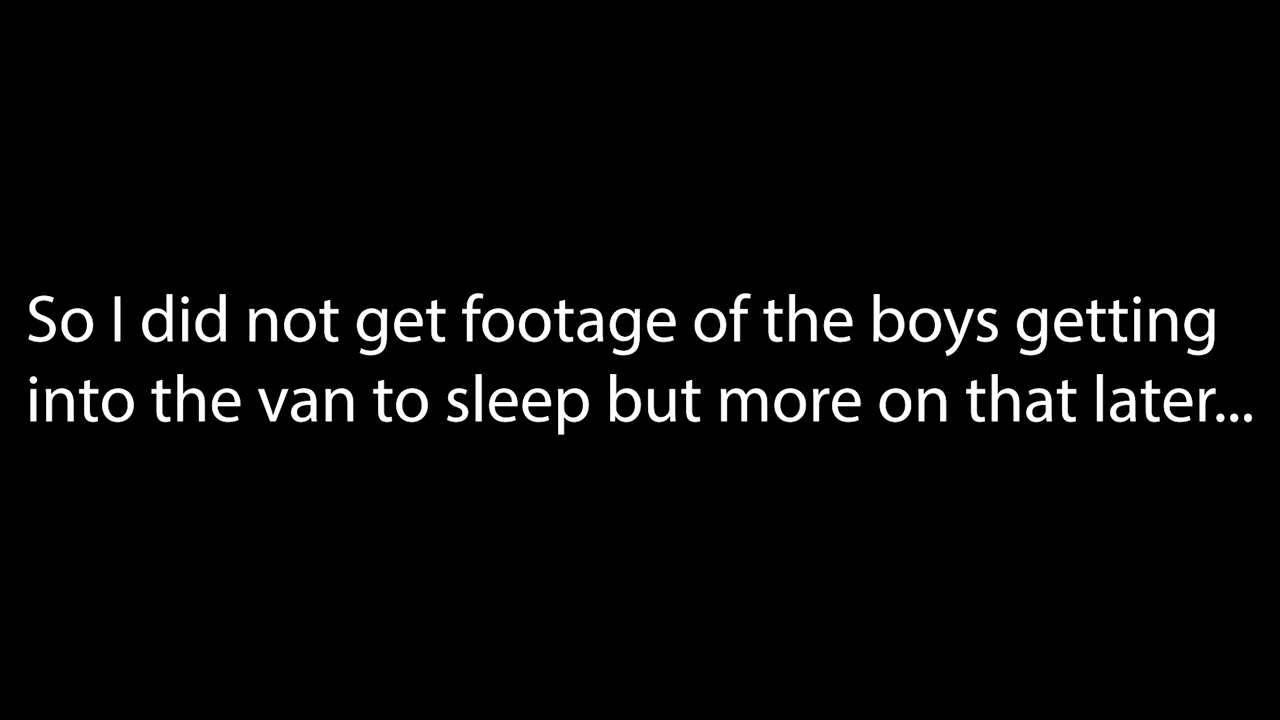 So I did not get footage of the boys getting
into the van to sleep but more on that later...